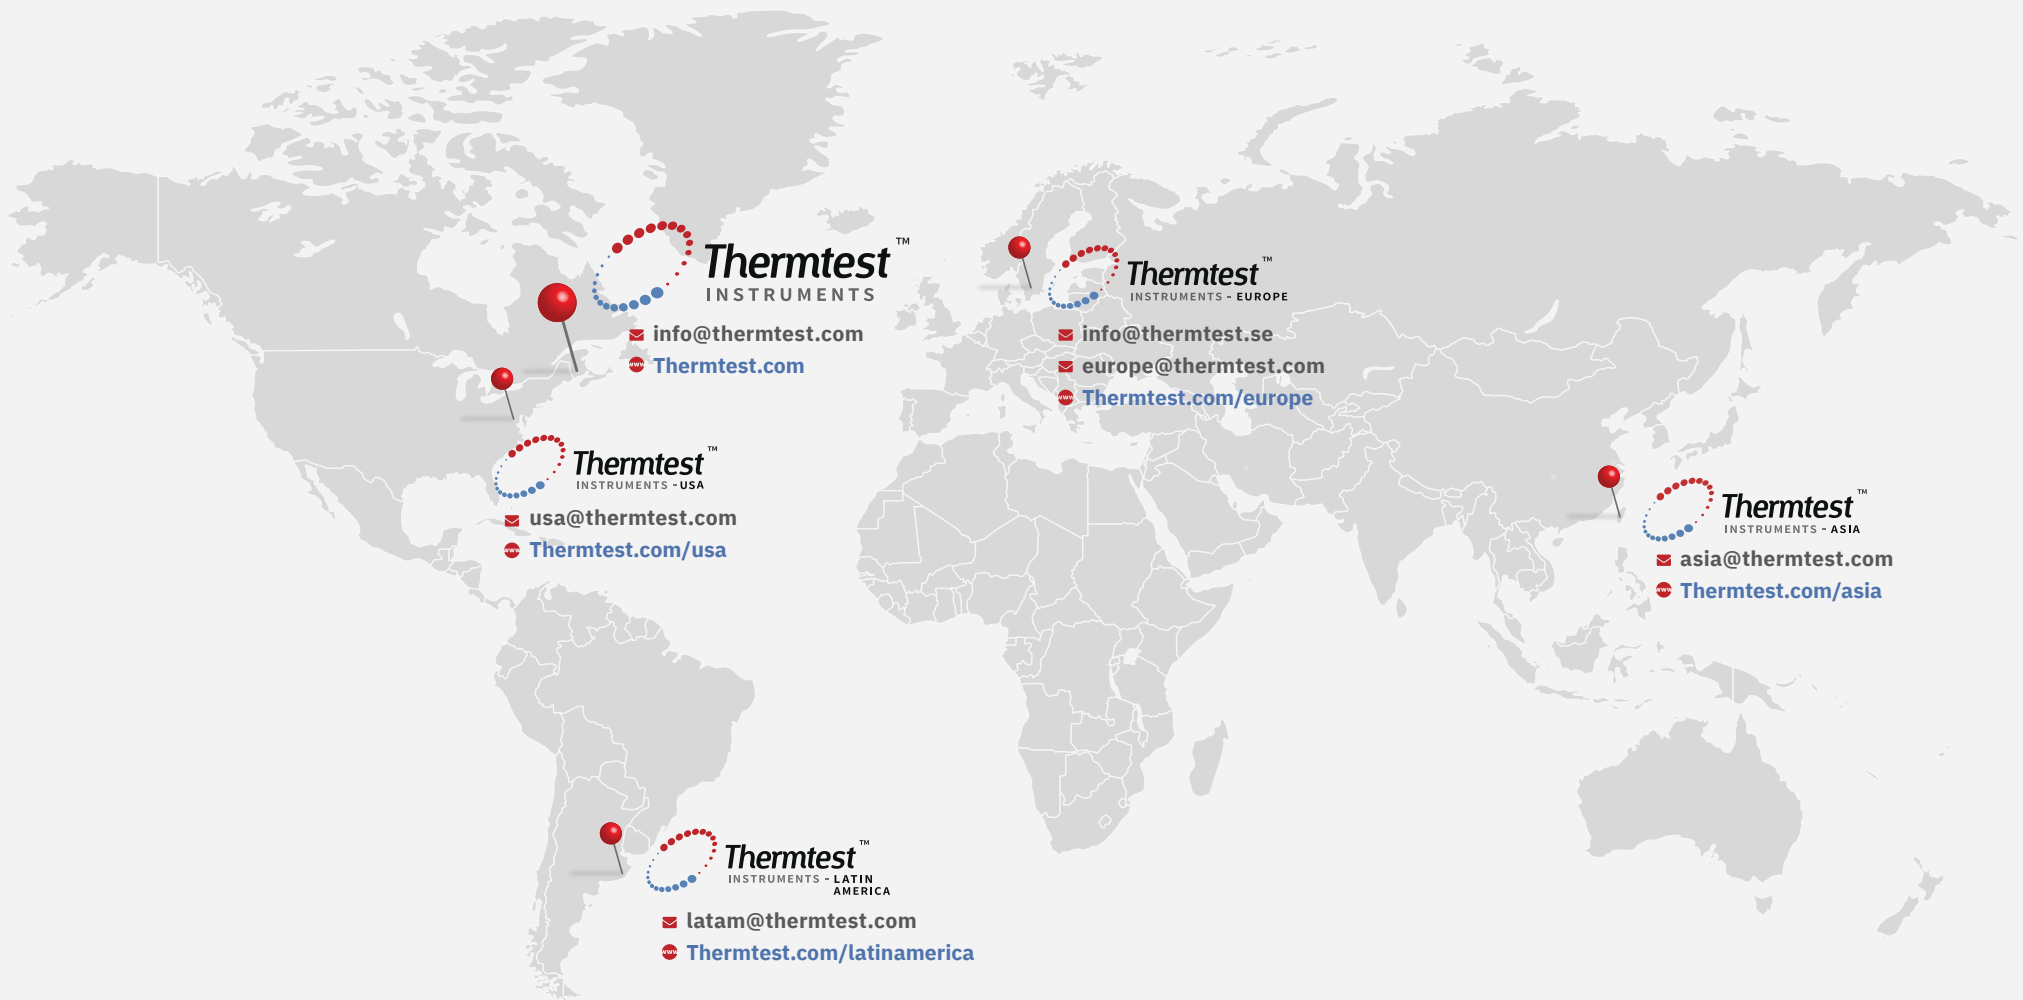 Thermtest™
INSTRUMENTS
info@thermtest.com
Thermtest.com
Thermtest™
INSTRUMENTS - EUROPE
info@thermtest.se
europe@thermtest.com
Thermtest.com/europe
Thermtest™
INSTRUMENTS - USA
usa@thermtest.com
Thermtest.com/usa
Thermtest™
INSTRUMENTS - ASIA
asia@thermtest.com
Thermtest.com/asia
Thermtest™
INSTRUMENTS - LATIN
AMERICA
latam@thermtest.com
Thermtest.com/latinamerica